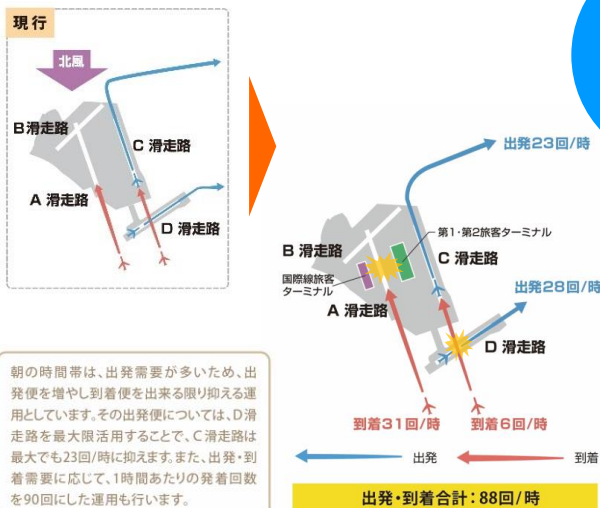 現行
北風
B滑走路
C 滑走路
A 滑走路
D 滑走路
朝の時間帯は、出発需要が多いため、出
発便を増やし到着便を出来る限り抑える運
用としています。その出発便については、D滑
走路を最大限活用することで、C滑走路は
最大でも23回/時に抑えます。また、出発・到
着需要に応じて、1時間あたりの発着回数
を90回にした運用も行います。
出発23回/時
第1・第2旅客ターミナル
B 滑走路
C 滑走路
国際線旅客
ターミナル
出発28回/時
A 滑走路
D 滑走路
到着31回/時
到着6回/時
出発
到着
出発・到着合計：88回/時